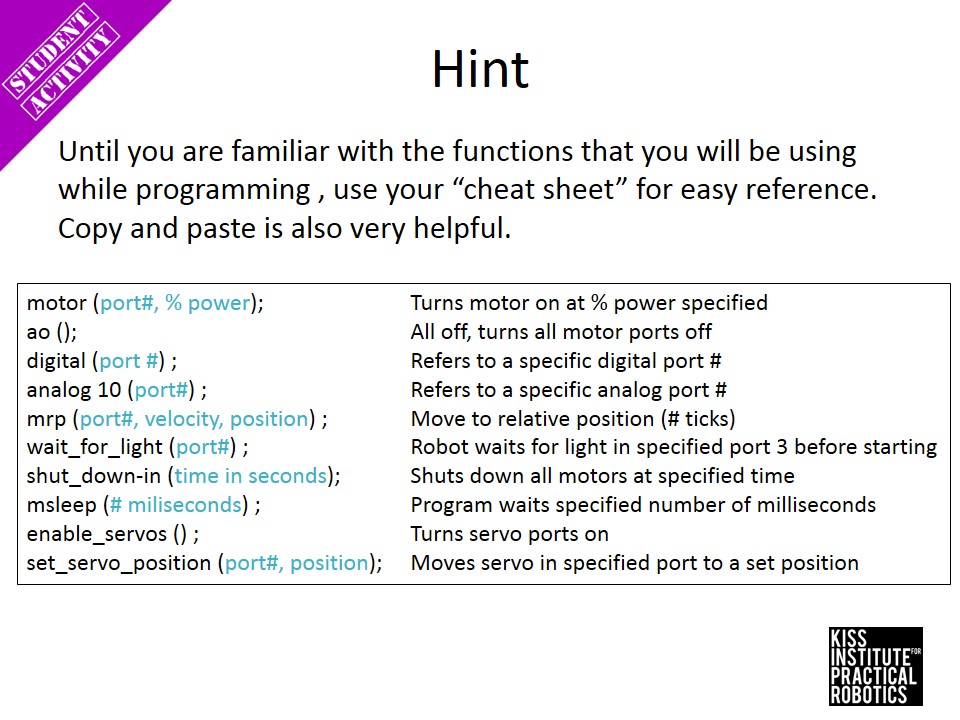 STUDENT
ACTIVITY
Hint
Until you are familiar with the functions that you will be using
while programming , use your “cheat sheet” for easy reference.
Copy and paste is also very helpful.
motor (port#, % power); Turns motor on at % power specified
ao (); All off, turns all motor ports off
digital (port #) ; Refers to a specific digital port #
analog 10 (port#) ; Refers to a specific analog port #
mrp (port#, velocity, position) ; Move to relative position (# ticks)
wait_for_light (port#) ; Robot waits for light in specified port 3 before starting
shut_down-in (time in seconds); Shuts down all motors at specified time
msleep (# miliseconds) ; Program waits specified number of milliseconds
enable_servos () ; Turns servo ports on
set_servo_position (port#, position); Moves servo in specified port to a set position
KISS
INSTITUTE FOR
PRACTICAL
ROBOTICS